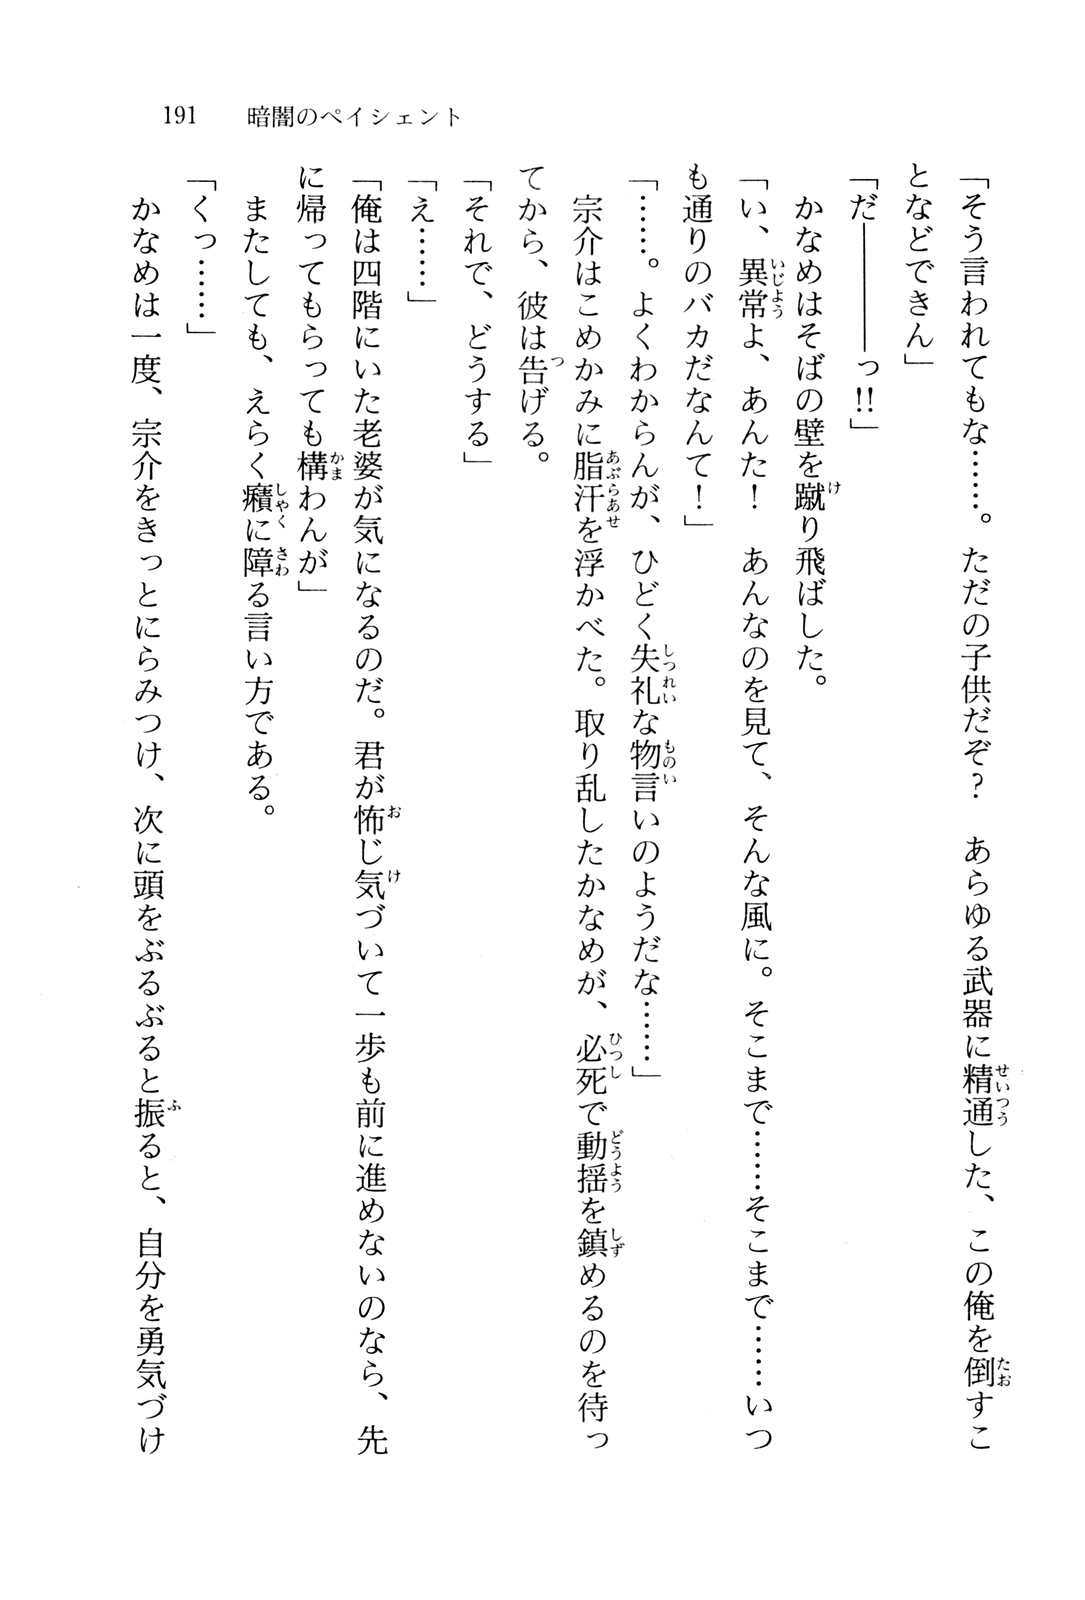 191　暗闇のペイシェント
「そう言われてもな……。ただの子供だぞ？　あらゆる武器に精通した、この俺を倒すこ
となどできん」
「だ――――っ!!」
　かなめはそばの壁を蹴り飛ばした。
「い、異常よ、あんた！　あんなのを見て、そんな風に。そこまで……そこまで……いつ
も通りのバカだなんて！」
「……。よくわからんが、ひどく失礼な物言いのようだな……」
　宗介はこめかみに脂汗を浮かべた。取り乱したかなめが、必死で動揺を鎮めるのを待っ
てから、彼は告げる。
「それで、どうする」
「え……」
「俺は四階にいた老婆が気になるのだ。君が怖じ気づいて一歩も前に進めないのなら、先
に帰ってもらっても構わんが」
　またしても、えらく癪に障る言い方である。
「くっ……」
　かなめは一度、宗介をきっとにらみつけ、次に頭をぶるぶると振ると、自分を勇気づけ